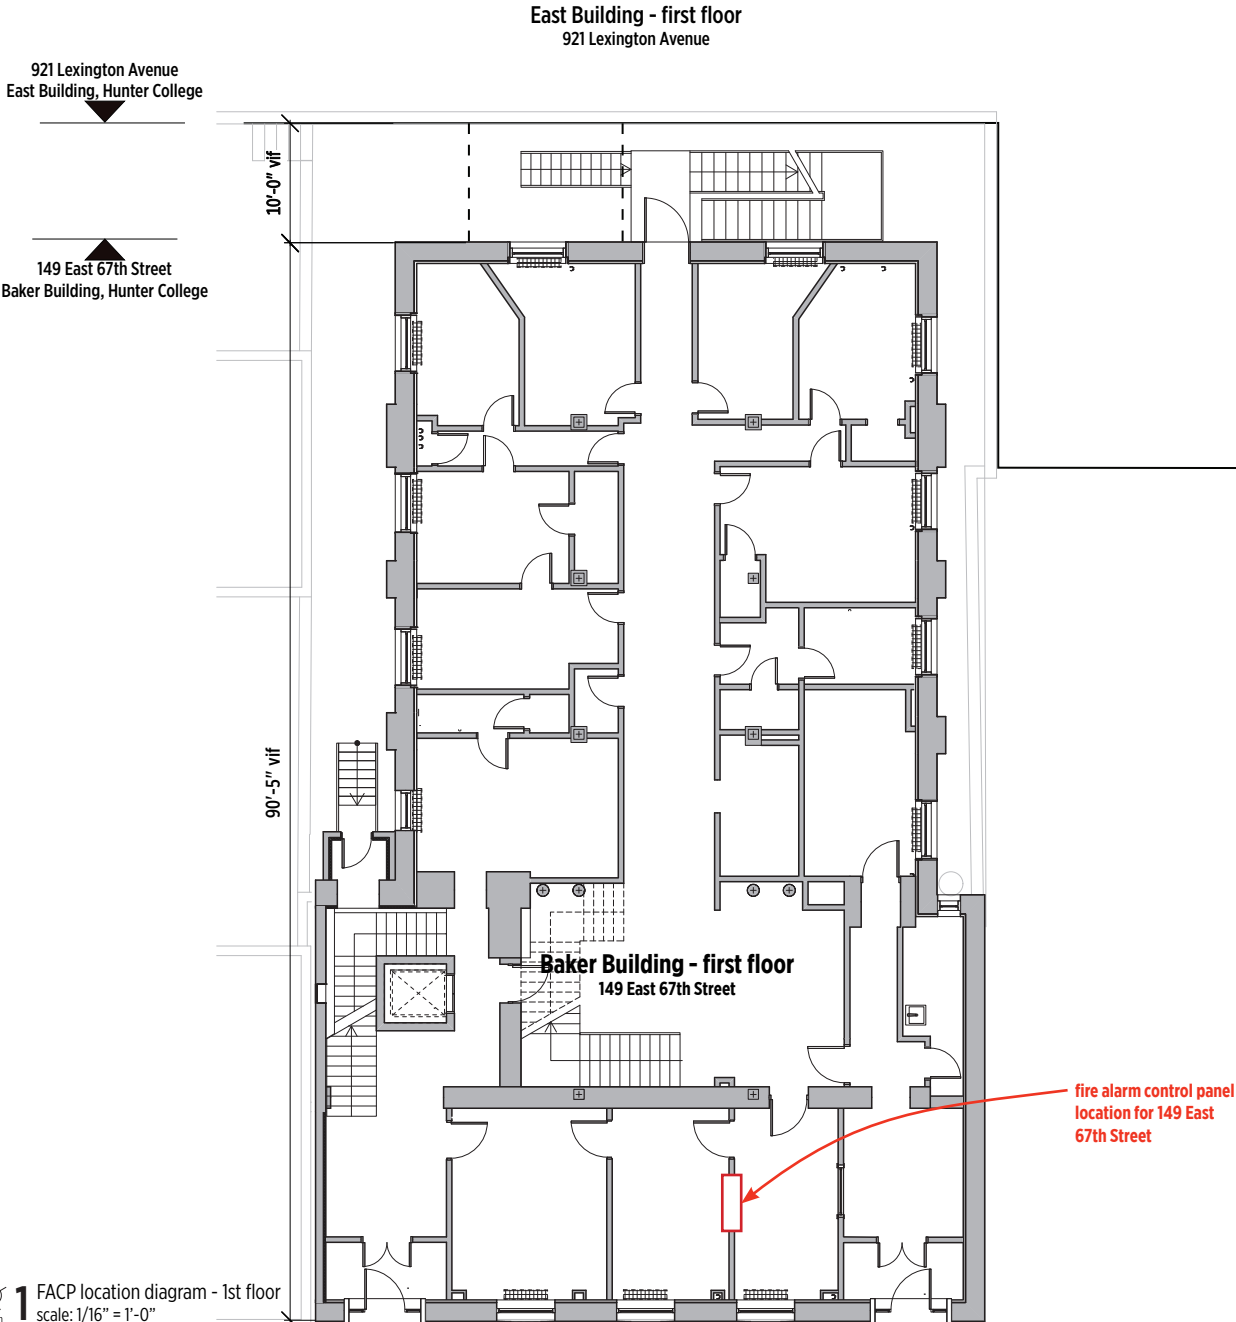 East Building - first floor
921 Lexington Avenue
921 Lexington Avenue
East Building, Hunter College
10'-0" vif
149 East 67th Street
Baker Building, Hunter College
90'-5" vif
Baker Building - first floor
149 East 67th Street
fire alarm control panel
location for 149 East
67th Street
1 FACP location diagram - 1st floor
scale: 1/16" = 1'-0"